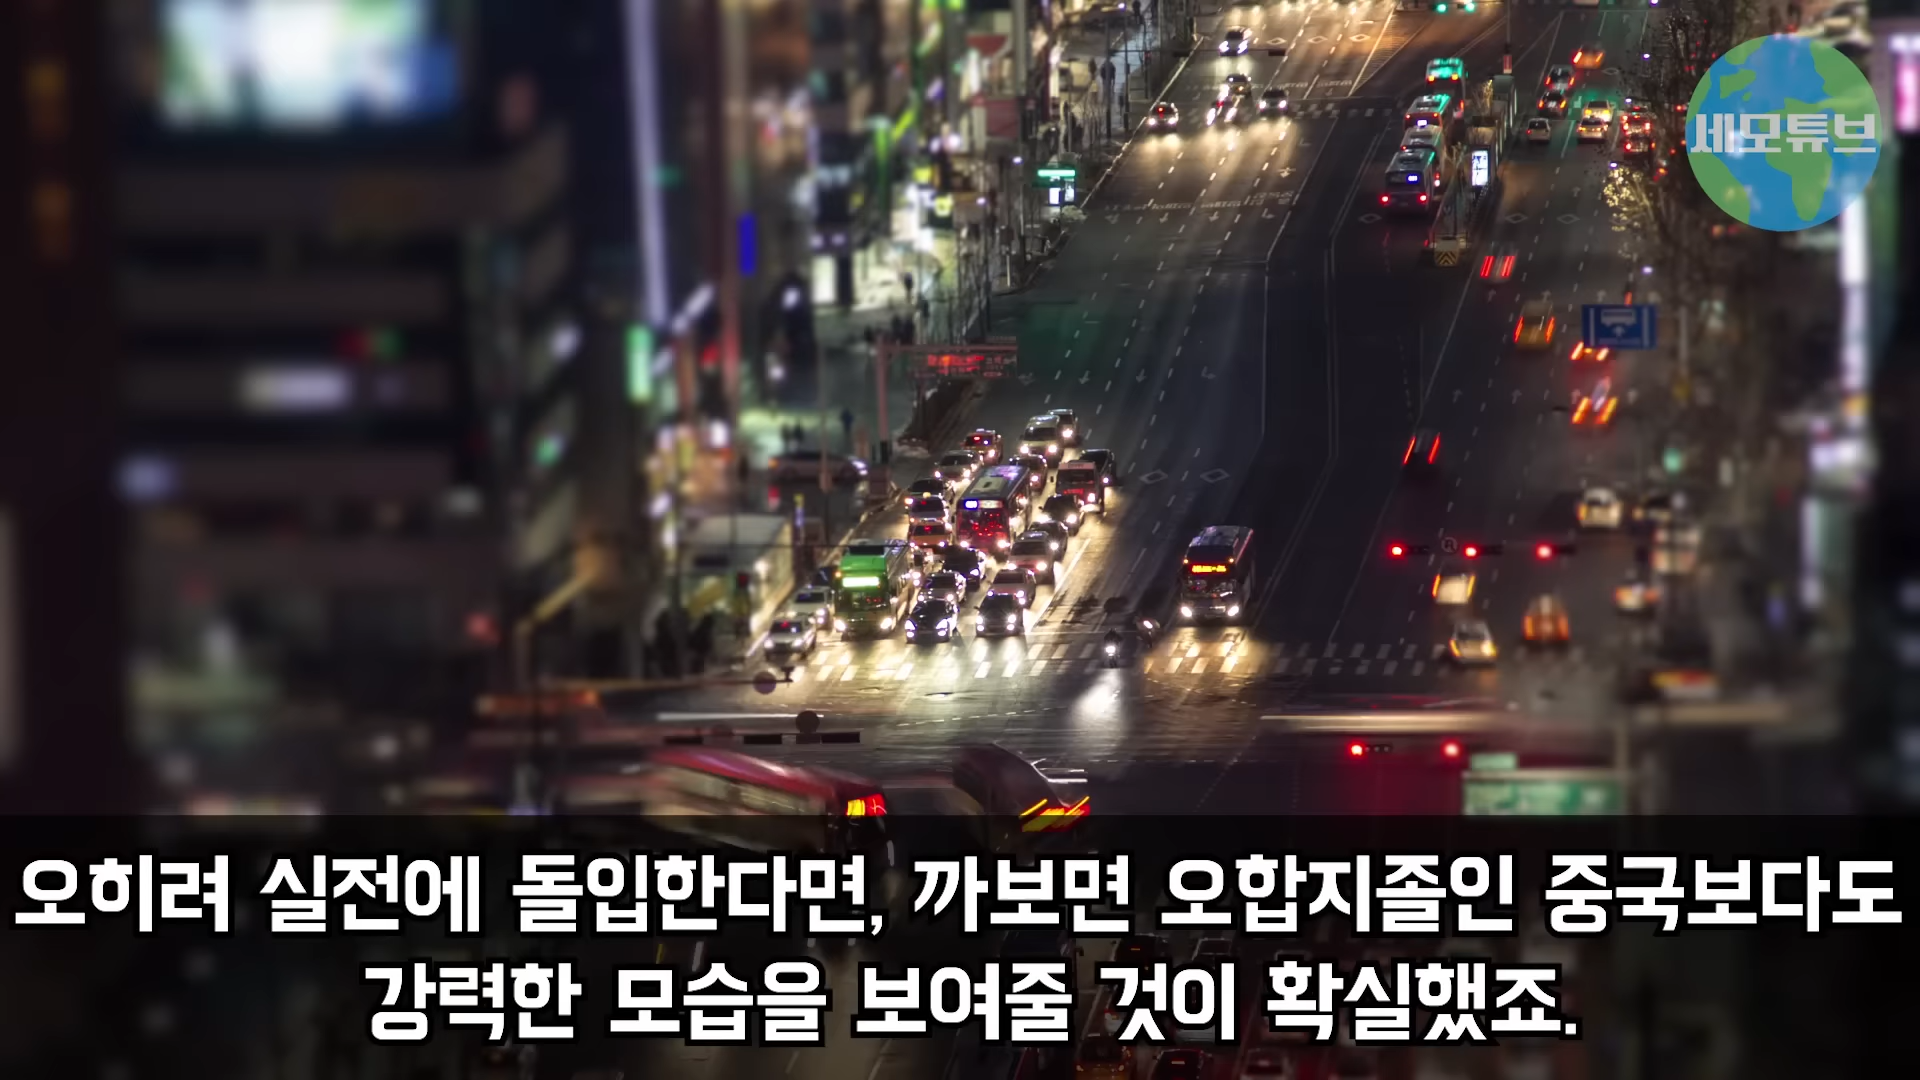 세모튜브
오히려 실전에 돌입한다면, 까보면 오합지졸인 중국보다도
강력한 모습을 보여줄 것이 확실했죠.